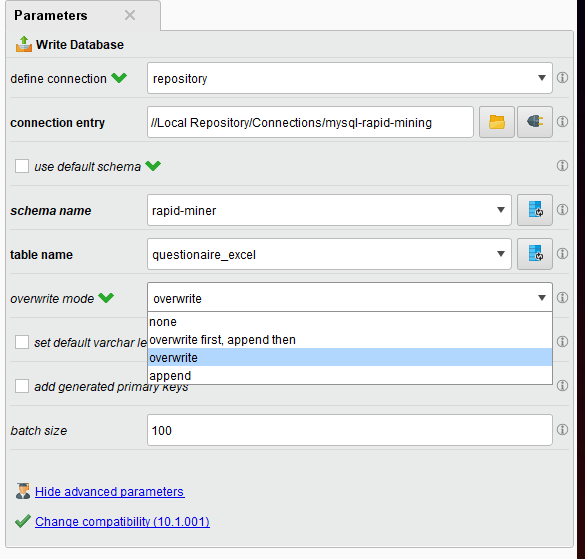 Parameters
Write Database
define connection
repository
connection entry
//Local Repository/Connections/mysql-rapid-mining
use default schema
schema name
rapid-miner
table name
questionaire_excel
overwrite mode
overwrite
none
overwrite first, append then
overwrite
append
set default varchar le
add generated primary keys
batch size
100
Hide advanced parameters
Change compatibility (10.1.001)